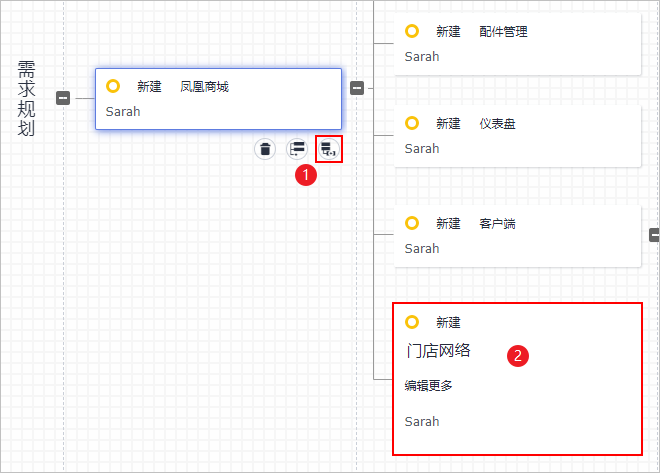 需求规划
新建 凤凰商城
Sarah
1
新建 配件管理
Sarah
新建 仪表盘
Sarah
新建 客户端
Sarah
新建
门店网络
2
编辑更多
Sarah